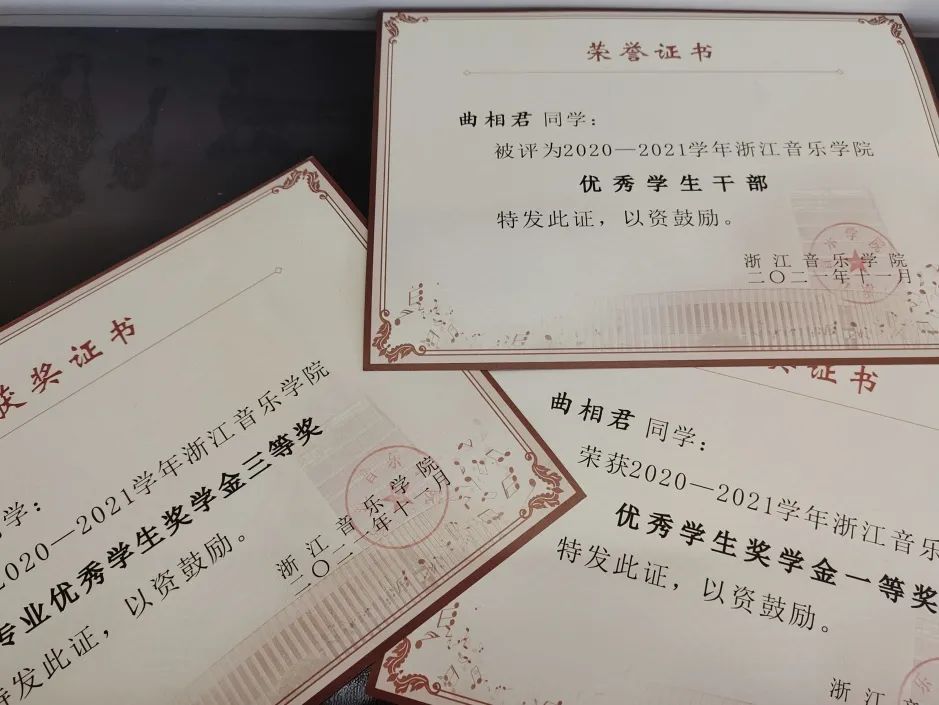 荣誉证书
曲相君 同学：
被评为2020—2021学年浙江音乐学院
优秀学生干部
特发此证，以资鼓励。
浙江音乐学院
二〇二一年十一月
获奖证书
学：
2020—2021学年浙江音乐学院
专业优秀学生奖学金三等奖
特发此证，以资鼓励。
浙江音乐学院
二〇二一年十一月
奖证书
曲相君 同学：
荣获2020—2021学年浙江音乐
优秀学生奖学金一等奖
特发此证，以资鼓励。
浙江